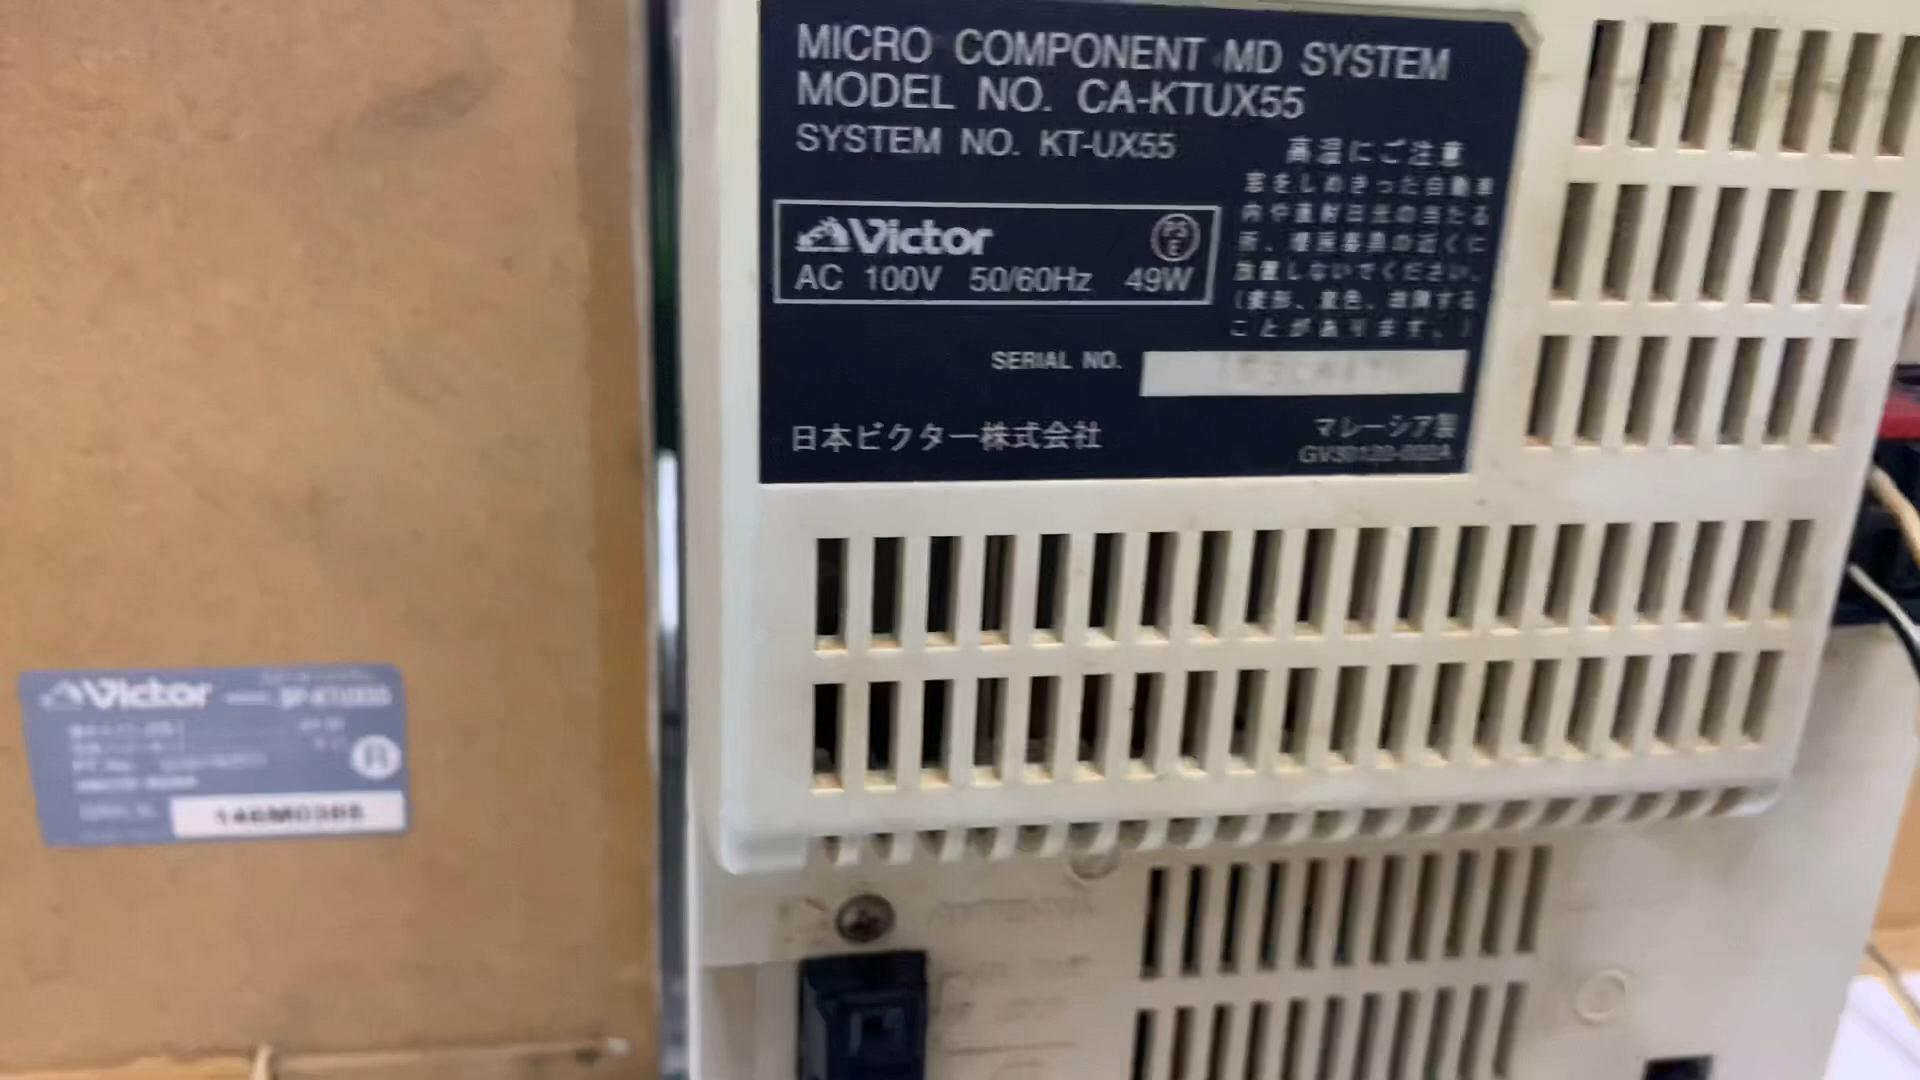 MICRO COMPONENT MD SYSTEM
MODEL NO. CA-KTUX55
SYSTEM NO. KT-UX55
高温にご注意
窓をしめきった自動車
内や直射日光の当たる
所、暖房器具の近くに
放置しないでください。
(変形、変色、故障する
ことがあります。)
Victor
PS
E
AC 100V 50/60Hz 49W
SERIAL NO.
日本ビクター株式会社
マレーシア製
Victor
SP-KTUX55
ANTENNA